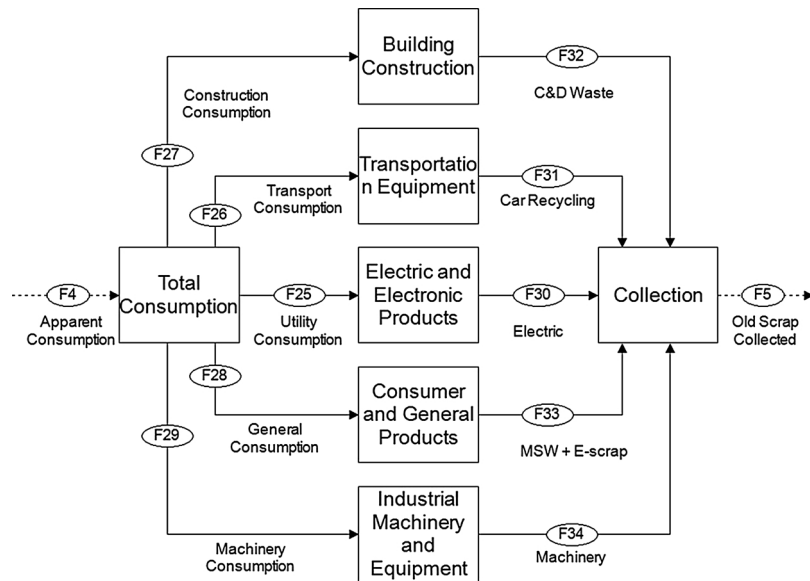 Building
Construction
F32
C&D Waste
Construction
Consumption
F27
Transportatio
n Equipment
F31
Car Recycling
Transport
Consumption
F26
F4
Apparent
Consumption
Total
Consumption
F25
Utility
Consumption
Electric and
Electronic
Products
F30
Electric
Collection
F5
Old Scrap
Collected
F28
General
Consumption
Consumer
and General
Products
F33
MSW + E-scrap
F29
Machinery
Consumption
Industrial
Machinery
and
Equipment
F34
Machinery